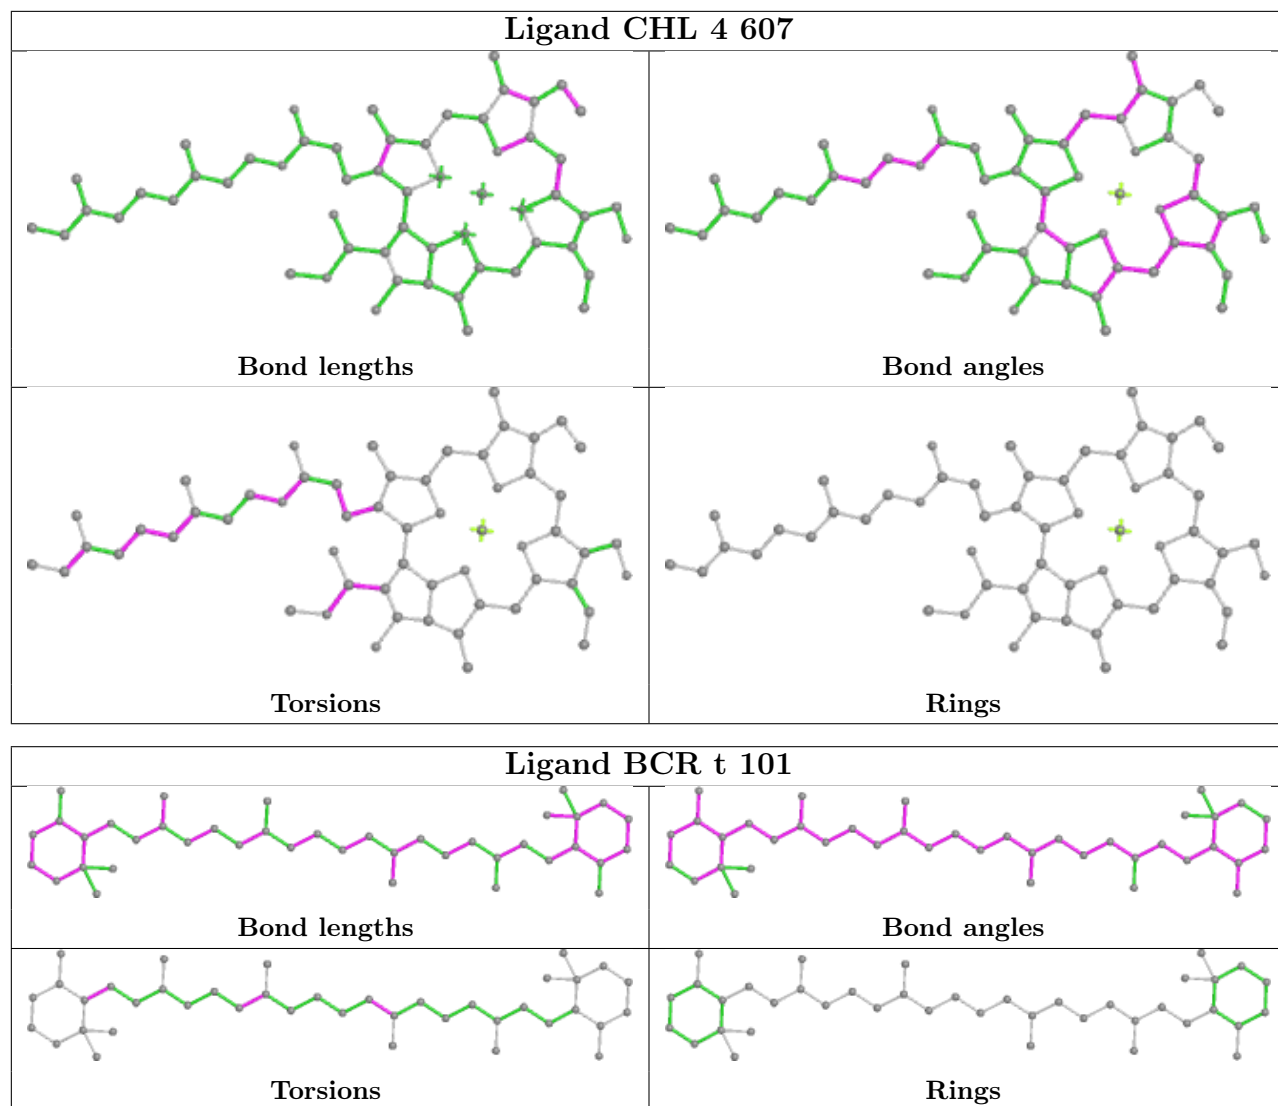 Ligand CHL 4 607
Bond lengths
Bond angles
Torsions
Rings
Ligand BCR t 101
Bond lengths
Bond angles
Torsions
Rings